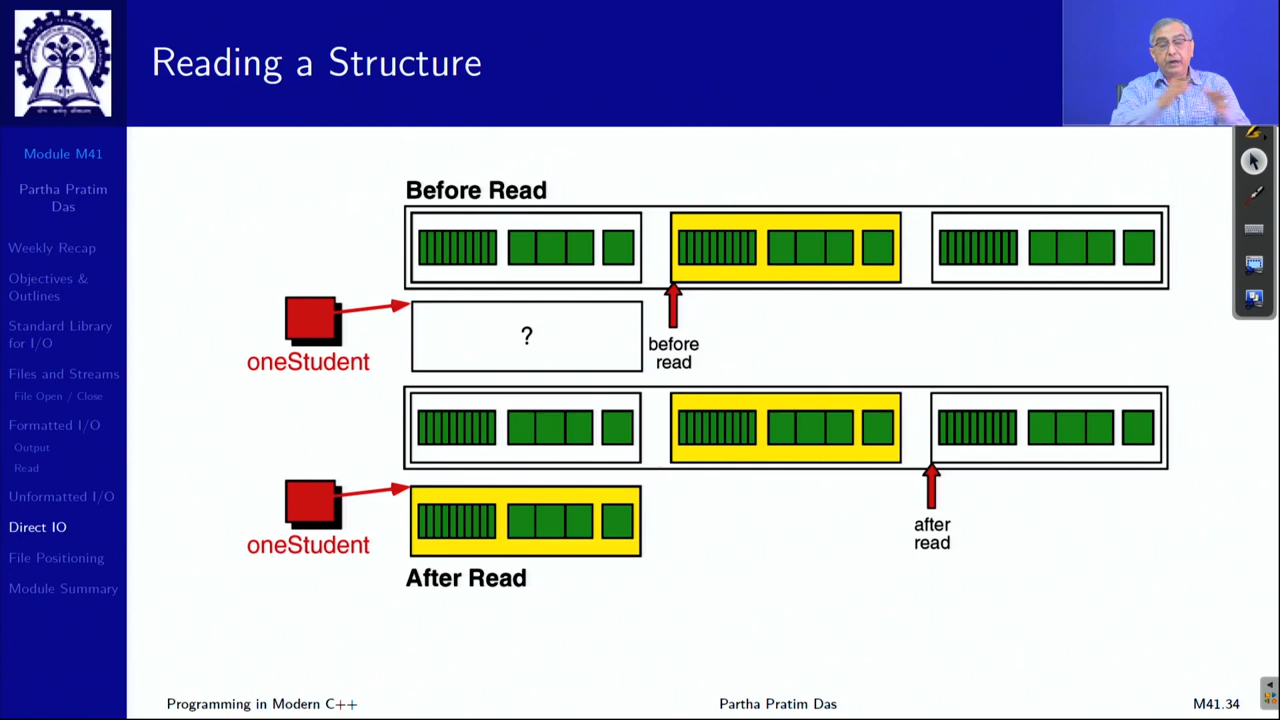 Reading a Structure
Module M41
Partha Pratim
Das
Weekly Recap
Objectives &
Outlines
Standard Library
for I/O
Files and Streams
File Open / Close
Formatted I/O
Output
Read
Unformatted I/O
Direct IO
File Positioning
Module Summary
Before Read
?
before
read
oneStudent
after
read
oneStudent
After Read
Programming in Modern C++
Partha Pratim Das
M41.34